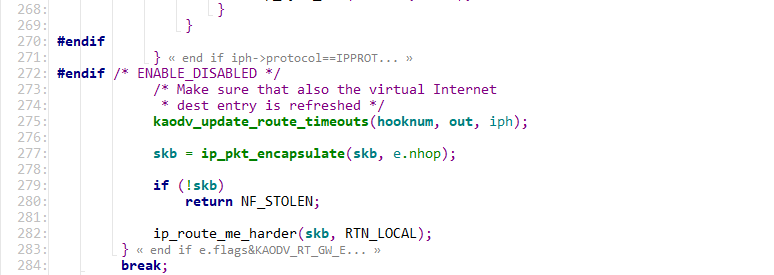 268: }
269: }
270: #endif
271: } « end if iph->protocol==IPPROT... »
272: #endif /* ENABLE_DISABLED */
273: /* Make sure that also the virtual Internet
274: * dest entry is refreshed */
275: kaodv_update_route_timeouts(hooknum, out, iph);
276:
277: skb = ip_pkt_encapsulate(skb, e.nhop);
278:
279: if (!skb)
280: return NF_STOLEN;
281:
282: ip_route_me_harder(skb, RTN_LOCAL);
283: } « end if e.flags&KAODV_RT_GW_E... »
284: break;